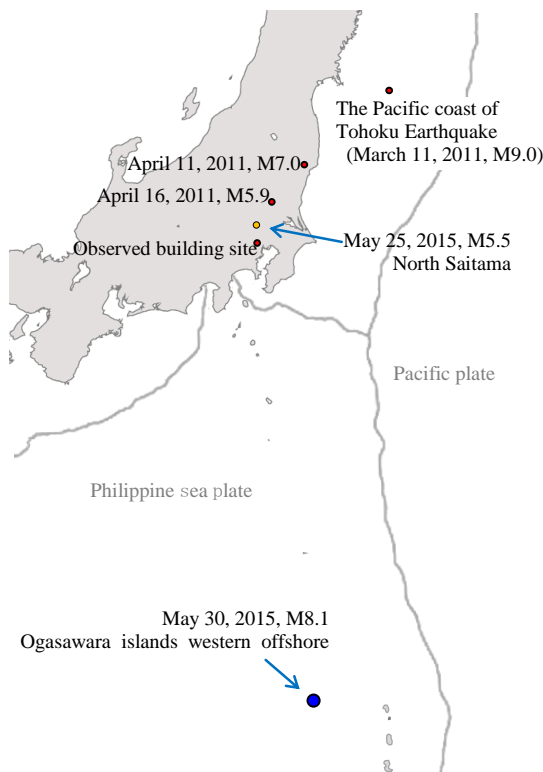 The Pacific coast of
Tohoku Earthquake
(March 11, 2011, M9.0)
April 11, 2011, M7.0
April 16, 2011, M5.9
Observed building site
May 25, 2015, M5.5
North Saitama
Pacific plate
Philippine sea plate
May 30, 2015, M8.1
Ogasawara islands western offshore